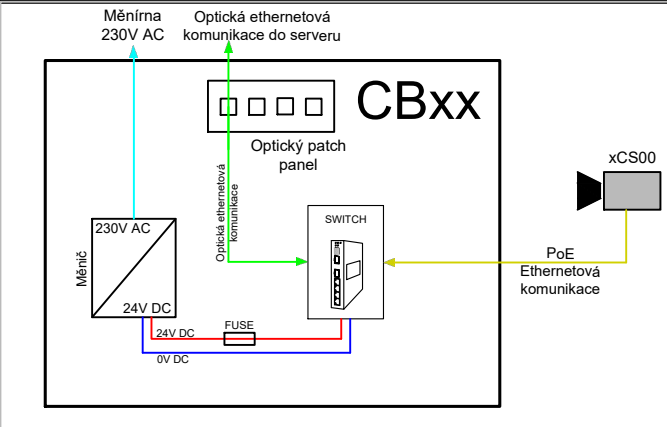 Měnírna
230V AC
Optická ethernetová
komunikace do serveru
CBxx
Optický patch
panel
xCS00
Optická ethernetová
komunikace
SWITCH
230V AC
Měnič
24V DC
PoE
Ethernetová
komunikace
FUSE
24V DC
0V DC